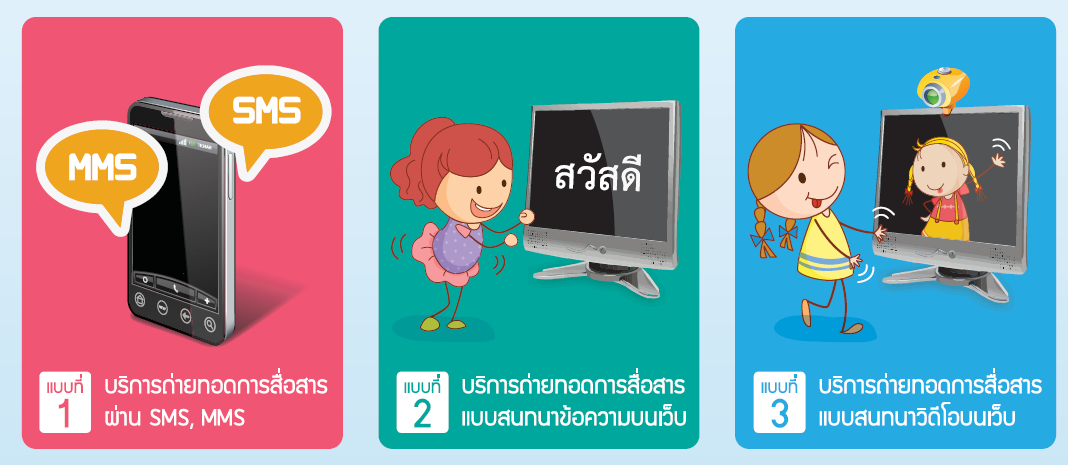 SMS
MMS
แบบที่
1
บริการถ่ายทอดการสื่อสาร
ผ่าน SMS, MMS
สวัสดี
แบบที่
2
บริการถ่ายทอดการสื่อสาร
แบบสนทนาข้อความบนเว็บ
แบบที่
3
บริการถ่ายทอดการสื่อสาร
แบบสนทนาวิดีโอบนเว็บ